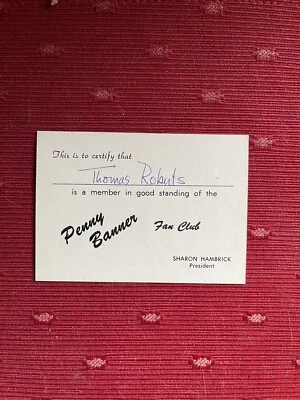 This is to certify that
Thomas Roberts
is a member in good standing of the
Penny Banner Fan Club
SHARON HAMBRICK
President